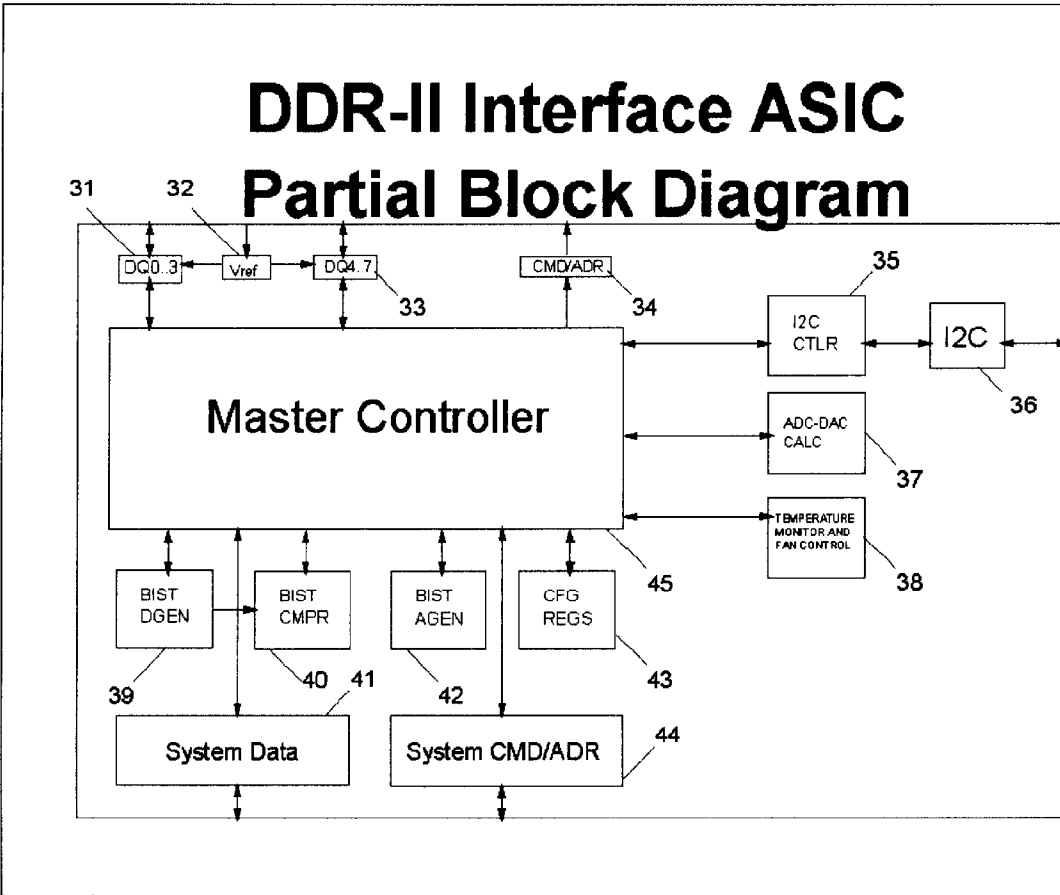 DDR-II Interface ASIC
Partial Block Diagram
31
32
DQ0..3
Vref
DQ4..7
33
CMD/ADR
34
35
I2C
CTLR
I2C
36
Master Controller
ADC-DAC
CALC
37
TEMPERATURE
MONITOR AND
FAN CONTROL
38
45
BIST
DGEN
39
BIST
CMPR
40
BIST
AGEN
42
CFG
REGS
43
41
System Data
System CMD/ADR
44